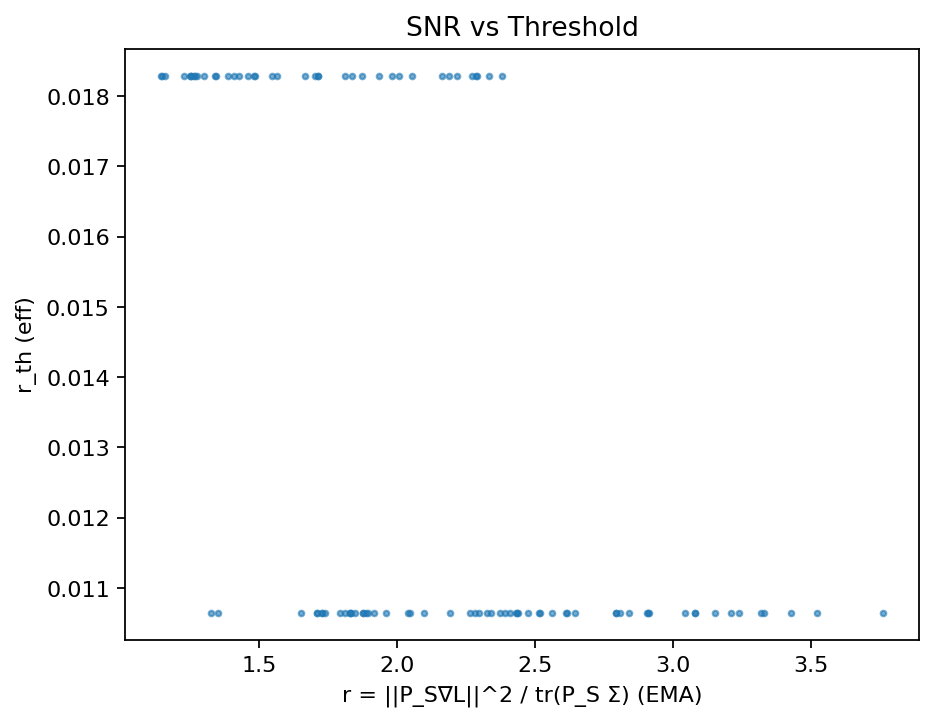 SNR vs Threshold
0.018
0.017
0.016
0.015
0.014
0.013
0.012
0.011
r_th (eff)
1.5 2.0 2.5 3.0 3.5
r = ||P_S∇L||^2 / tr(P_S Σ) (EMA)